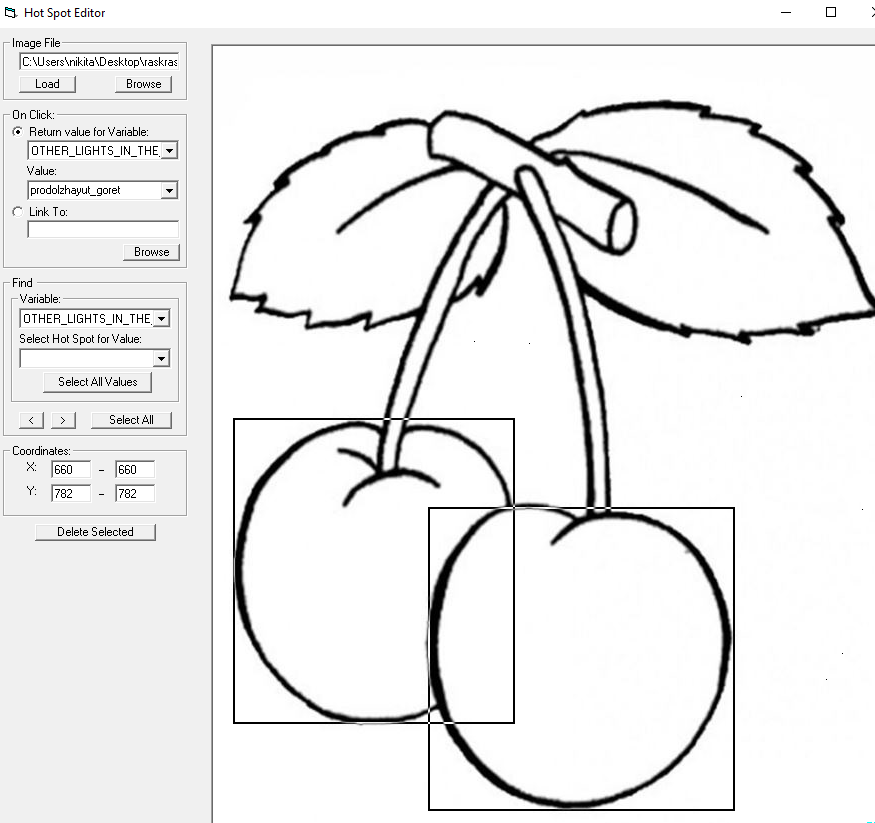 Hot Spot Editor
Image File
C:\Users\nikita\Desktop\raskras
Load Browse
On Click:
Return value for Variable:
OTHER_LIGHTS_IN_THE_
Value:
prodolzhayut_goret
Link To:
Browse
Find
Variable:
OTHER_LIGHTS_IN_THE_
Select Hot Spot for Value:
Select All Values
< > Select All
Coordinates:
X: 660 - 660
Y: 782 - 782
Delete Selected